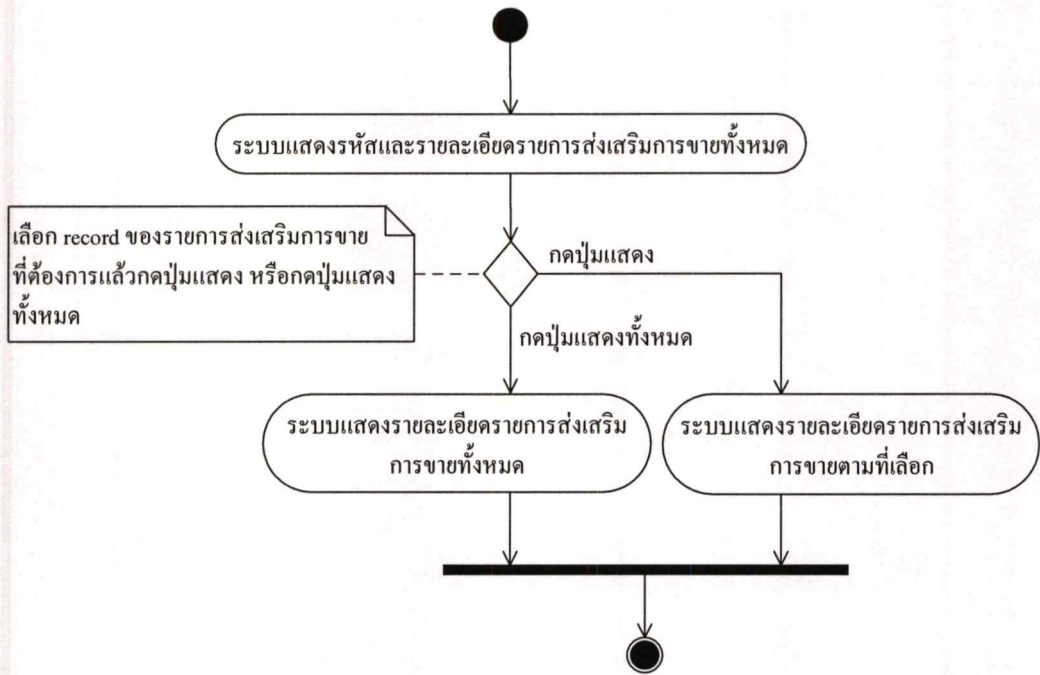 ระบบแสดงรหัสและรายละเอียดรายการส่งเสริมการขายทั้งหมด
เลือก record ของรายการส่งเสริมการขาย
ที่ต้องการแล้วกดปุ่มแสดง หรือกดปุ่มแสดง
ทั้งหมด
กดปุ่มแสดง
กดปุ่มแสดงทั้งหมด
ระบบแสดงรายละเอียดรายการส่งเสริม
การขายทั้งหมด
ระบบแสดงรายละเอียดรายการส่งเสริม
การขายตามที่เลือก